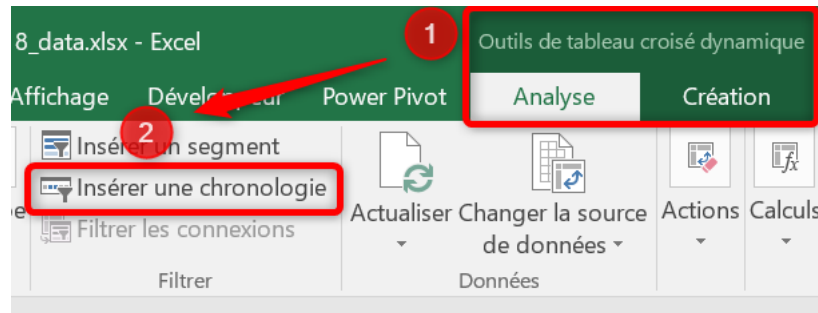 8_data.xlsx - Excel
1
Outils de tableau croisé dynamique
Affichage Développeur Power Pivot Analyse Création
2
Insérer un segment
Insérer une chronologie
Filtrer les connexions
Filtrer
Actualiser
Changer la source
de données
Données
Actions
Calculs